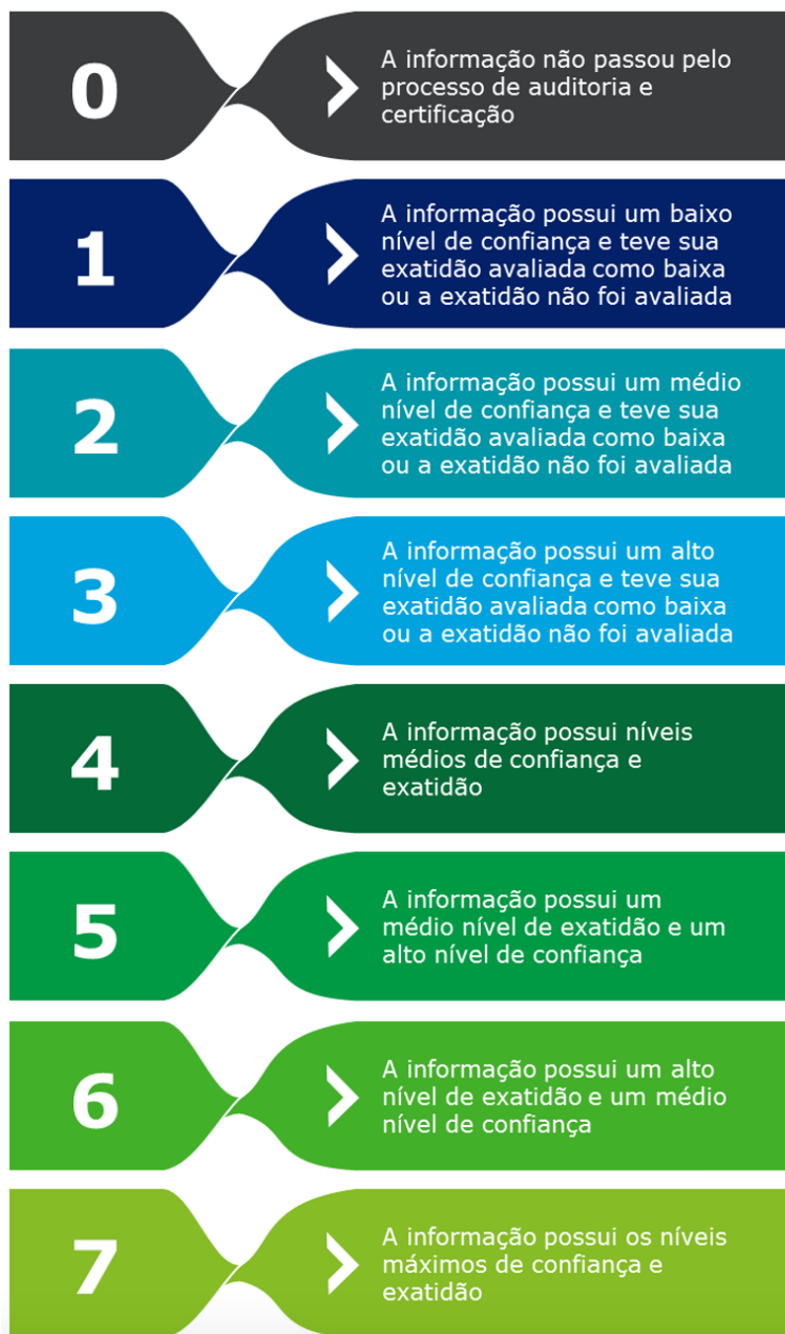 0
A informação não passou pelo
processo de auditoria e
certificação
1
A informação possui um baixo
nível de confiança e teve sua
exatidão avaliada como baixa
ou a exatidão não foi avaliada
2
A informação possui um médio
nível de confiança e teve sua
exatidão avaliada como baixa
ou a exatidão não foi avaliada
3
A informação possui um alto
nível de confiança e teve sua
exatidão avaliada como baixa
ou a exatidão não foi avaliada
4
A informação possui níveis
médios de confiança e
exatidão
5
A informação possui um
médio nível de exatidão e um
alto nível de confiança
6
A informação possui um alto
nível de exatidão e um médio
nível de confiança
7
A informação possui os níveis
máximos de confiança e
exatidão